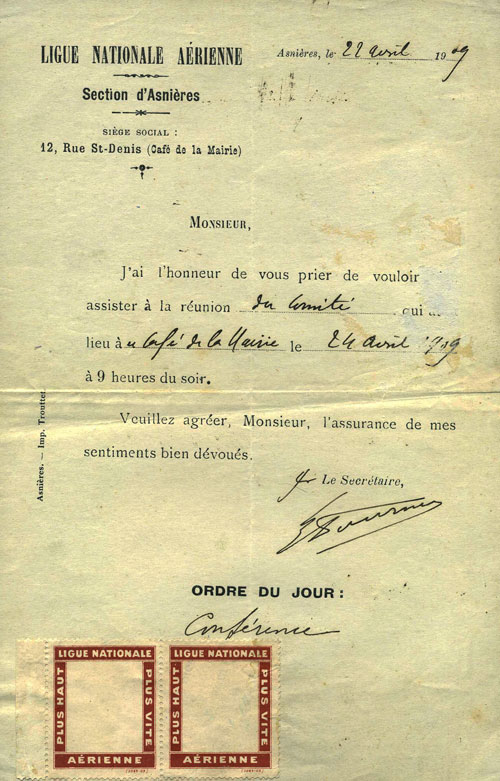 LIGUE NATIONALE AÉRIENNE
Asnières, le 22 avril 1909
Section d'Asnières
SIÈGE SOCIAL :
12, Rue St-Denis (Café de la Mairie)
MONSIEUR,
J'ai l'honneur de vous prier de vouloir
assister à la réunion du Comité qui a
lieu à u Café de la Mairie le 24 avril 1909
à 9 heures du soir.
Veuillez agréer, Monsieur, l'assurance de mes
sentiments bien dévoués.
Asnières. — Imp. Trouttet
Le Secrétaire,
ORDRE DU JOUR :
Conférence
LIGUE NATIONALE
PLUS HAUT
PLUS VITE
AÉRIENNE
LIGUE NATIONALE
PLUS HAUT
PLUS VITE
AÉRIENNE